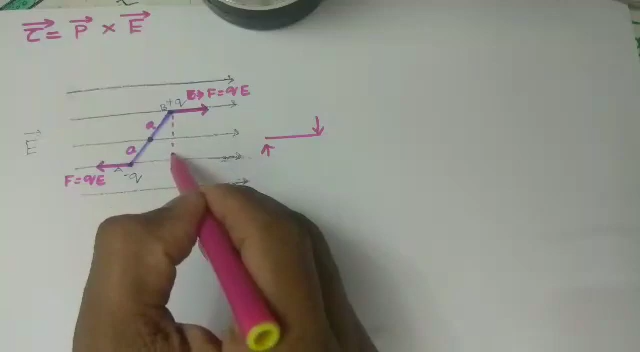 τ⃗ = P⃗ × E⃗
B +q
F=qE
a
E⃗
a
F=qE
A -q